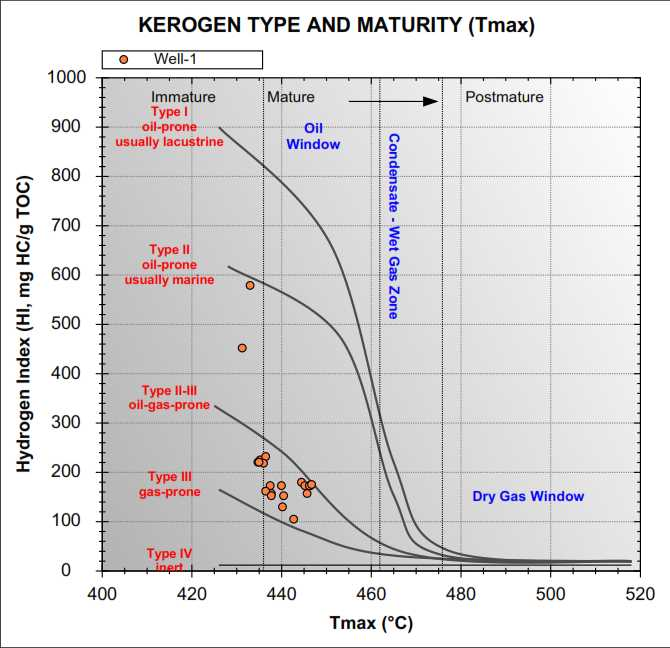 KEROGEN TYPE AND MATURITY (Tmax)
Well-1
Immature
Mature
Postmature
Type I
oil-prone
usually lacustrine
Oil
Window
Condensate - Wet Gas Zone
Type II
oil-prone
usually marine
Type II-III
oil-gas-prone
Type III
gas-prone
Dry Gas Window
Type IV
inert
Hydrogen Index (HI, mg HC/g TOC)
1000
900
800
700
600
500
400
300
200
100
0
400
420
440
460
480
500
520
Tmax (°C)